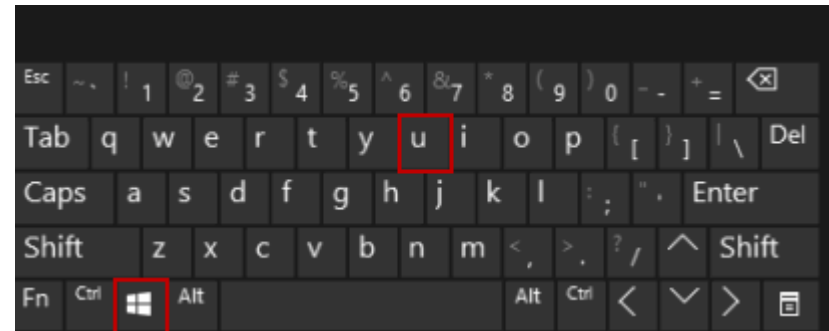 Esc ~ ` ! 1 @ 2 # 3 $ 4 % 5 ^ 6 & 7 * 8 ( 9 ) 0 - - + =
Tab q w e r t y u i o p { [ } ] | \ Del
Caps a s d f g h j k l : ; " ' Enter
Shift z x c v b n m < , > . ? / Shift
Fn Ctrl Alt Alt Ctrl